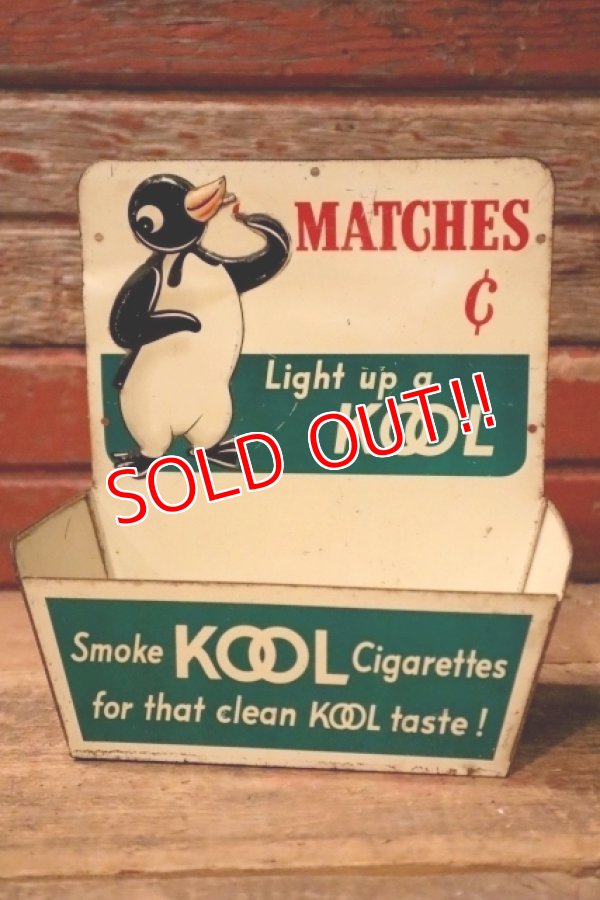 MATCHES
¢
Light up a
KOOL
SOLD OUT!!
Smoke KOOL Cigarettes
for that clean KOOL taste!